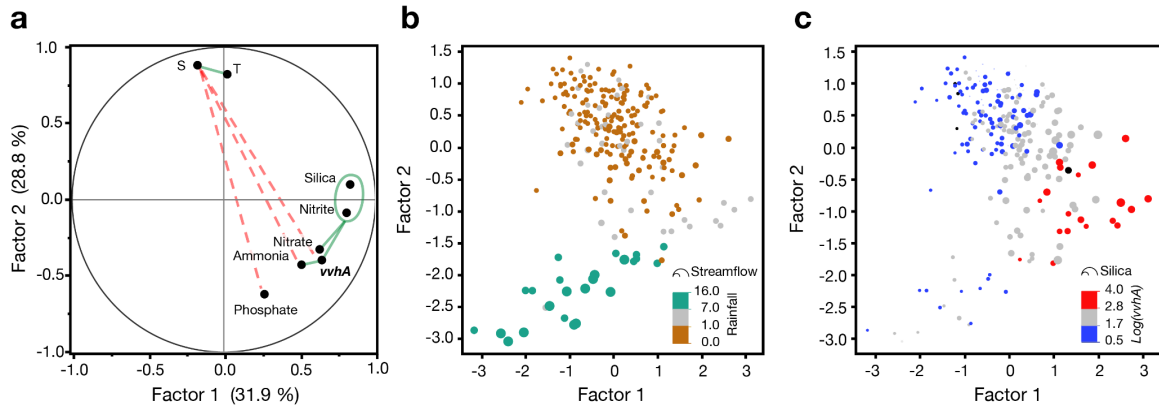 a
Factor 2 (28.8 %)
1.0
0.5
0.0
-0.5
-1.0
S
T
Silica
Nitrite
Nitrate
Ammonia
vvhA
Phosphate
-1.0
-0.5
0.0
0.5
1.0
Factor 1 (31.9 %)
b
Factor 2
1.5
1.0
0.5
0.0
-0.5
-1.0
-1.5
-2.0
-2.5
-3.0
Streamflow
16.0
7.0
1.0
0.0
Rainfall
-3
-2
-1
0
1
2
3
Factor 1
c
Factor 2
1.5
1.0
0.5
0.0
-0.5
-1.0
-1.5
-2.0
-2.5
-3.0
Silica
4.0
2.8
1.7
0.5
Log(vvhA)
-3
-2
-1
0
1
2
3
Factor 1